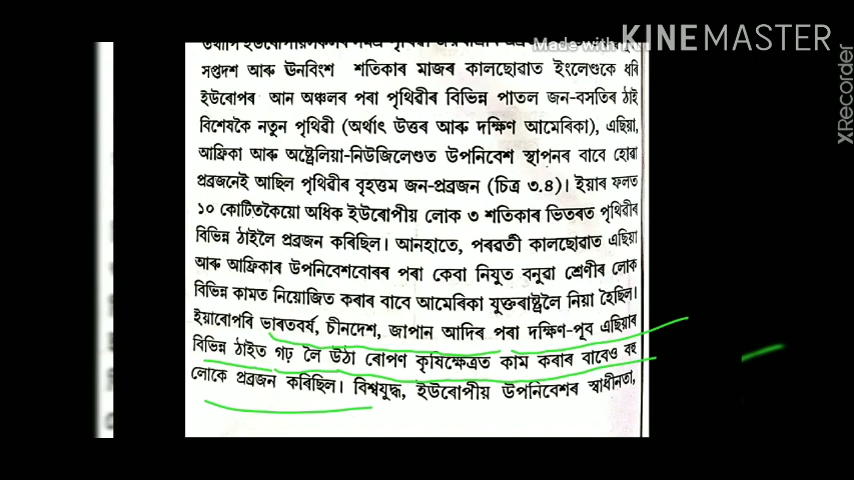 Made with KINEMASTER
XRecorder
সপ্তদশ আৰু ঊনবিংশ শতিকাৰ মাজৰ কালছোৱাত ইংলেণ্ডকে ধৰি
ইউৰোপৰ আন অঞ্চলৰ পৰা পৃথিৱীৰ বিভিন্ন পাতল জন-বসতিৰ ঠাই
বিশেষকৈ নতুন পৃথিৱী (অৰ্থাৎ উত্তৰ আৰু দক্ষিণ আমেৰিকা), এছিয়া,
আফ্ৰিকা আৰু অষ্ট্ৰেলিয়া-নিউজিলেণ্ডত উপনিবেশ স্থাপনৰ বাবে হোৱা
প্ৰব্ৰজনেই আছিল পৃথিৱীৰ বৃহত্তম জন-প্ৰব্ৰজন (চিত্ৰ ৩.৪)। ইয়াৰ ফলত
১০ কোটিতকৈয়ো অধিক ইউৰোপীয় লোক ৩ শতিকাৰ ভিতৰত পৃথিৱীৰ
বিভিন্ন ঠাইলৈ প্ৰব্ৰজন কৰিছিল। আনহাতে, পৰৱৰ্তী কালছোৱাত এছিয়া
আৰু আফ্ৰিকাৰ উপনিবেশবোৰৰ পৰা কেবা নিযুত বনুৱা শ্ৰেণীৰ লোক
বিভিন্ন কামত নিয়োজিত কৰাৰ বাবে আমেৰিকা যুক্তৰাষ্ট্ৰলৈ নিয়া হৈছিল।
ইয়াৰোপৰি ভাৰতবৰ্ষ, চীনদেশ, জাপান আদিৰ পৰা দক্ষিণ-পূব এছিয়াৰ
বিভিন্ন ঠাইত গঢ় লৈ উঠা ৰোপণ কৃষিক্ষেত্ৰত কাম কৰাৰ বাবেও বহু
লোকে প্ৰব্ৰজন কৰিছিল। বিশ্বযুদ্ধ, ইউৰোপীয় উপনিবেশৰ স্বাধীনতা,